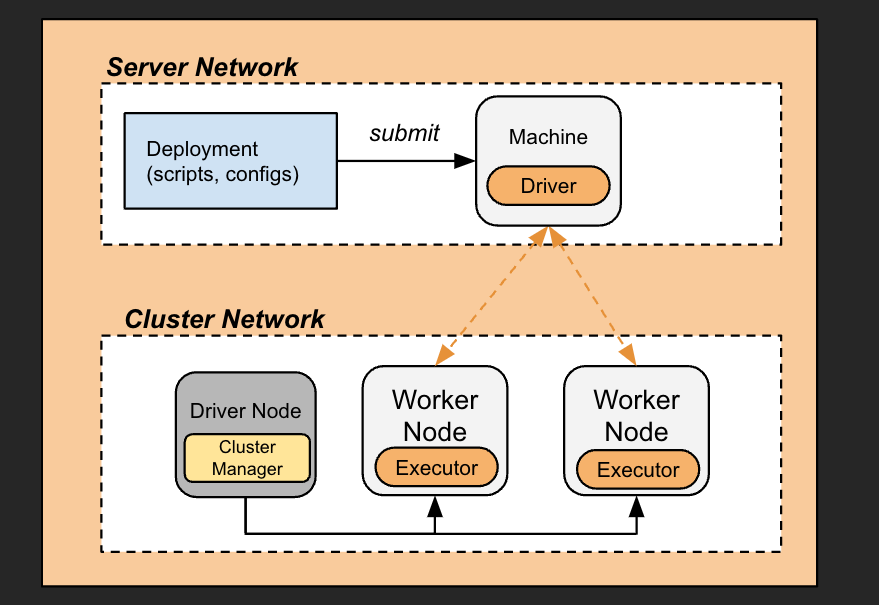 Server Network
Deployment
(scripts, configs)
submit
Machine
Driver
Cluster Network
Driver Node
Cluster
Manager
Worker
Node
Executor
Worker
Node
Executor